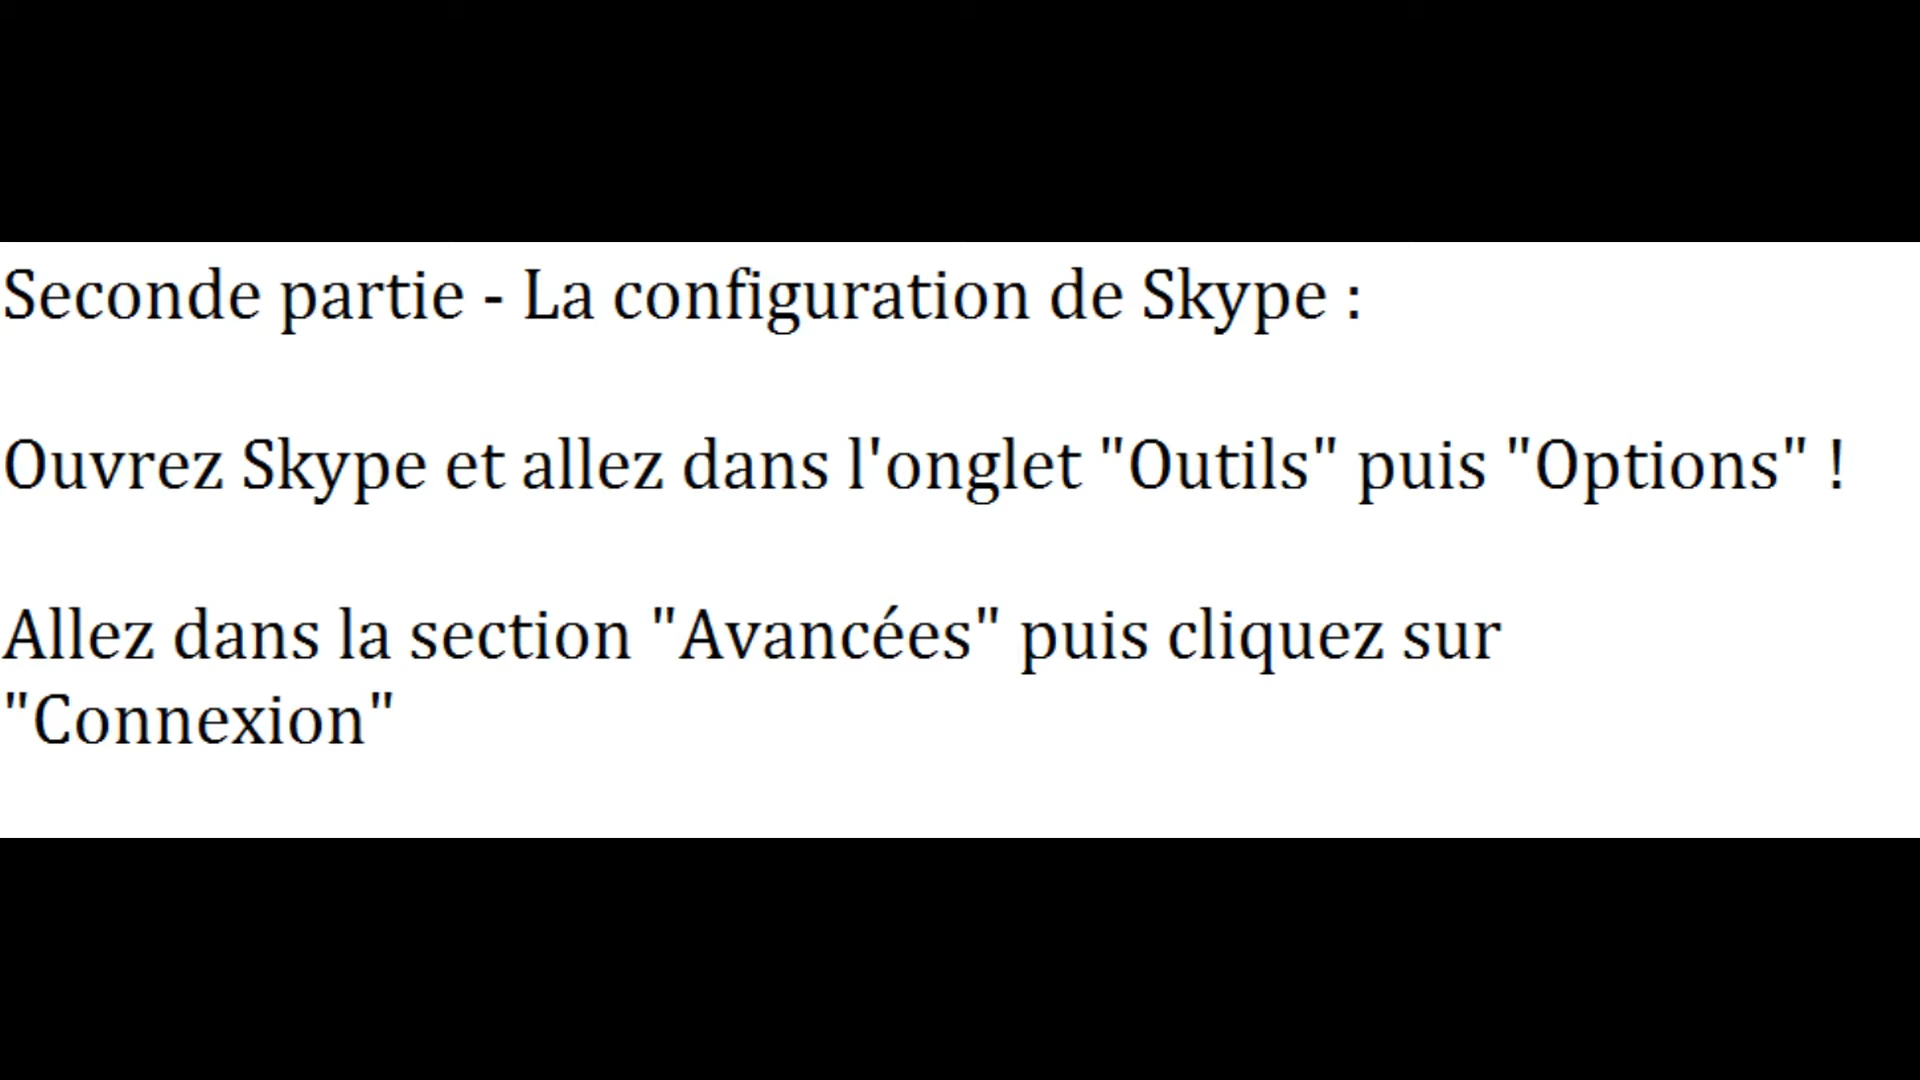 Seconde partie - La configuration de Skype :
Ouvrez Skype et allez dans l'onglet "Outils" puis "Options" !
Allez dans la section "Avancées" puis cliquez sur
"Connexion"